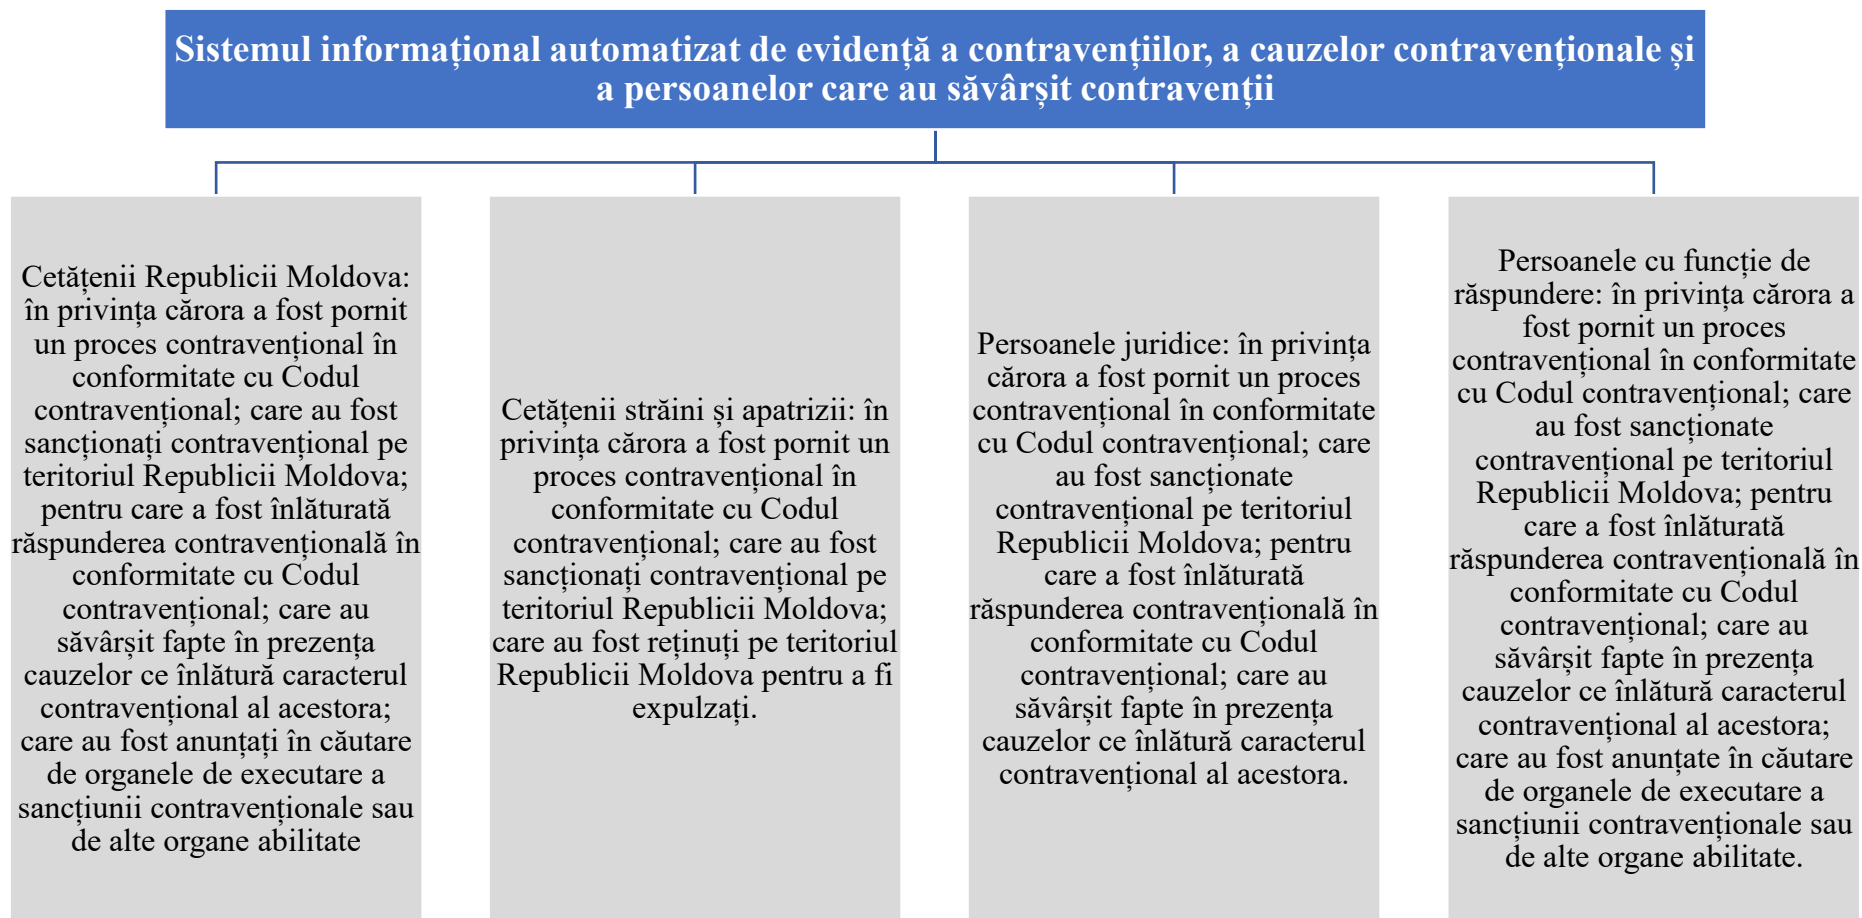 Sistemul informațional automatizat de evidență a contravențiilor, a cauzelor contravenționale și
a persoanelor care au săvârșit contravenții
Cetățenii Republicii Moldova:
în privința cărora a fost pornit
un proces contravențional în
conformitate cu Codul
contravențional; care au fost
sancționați contravențional pe
teritoriul Republicii Moldova;
pentru care a fost înlăturată
răspunderea contravențională în
conformitate cu Codul
contravențional; care au
săvârșit fapte în prezența
cauzelor ce înlătură caracterul
contravențional al acestora;
care au fost anunțați în căutare
de organele de executare a
sancțiunii contravenționale sau
de alte organe abilitate
Cetățenii străini și apatrizii: în
privința cărora a fost pornit un
proces contravențional în
conformitate cu Codul
contravențional; care au fost
sancționați contravențional pe
teritoriul Republicii Moldova;
care au fost reținuți pe teritoriul
Republicii Moldova pentru a fi
expulzați.
Persoanele juridice: în privința
cărora a fost pornit un proces
contravențional în conformitate
cu Codul contravențional; care
au fost sancționate
contravențional pe teritoriul
Republicii Moldova; pentru
care a fost înlăturată
răspunderea contravențională în
conformitate cu Codul
contravențional; care au
săvârșit fapte în prezența
cauzelor ce înlătură caracterul
contravențional al acestora.
Persoanele cu funcție de
răspundere: în privința cărora a
fost pornit un proces
contravențional în conformitate
cu Codul contravențional; care
au fost sancționate
contravențional pe teritoriul
Republicii Moldova; pentru
care a fost înlăturată
răspunderea contravențională în
conformitate cu Codul
contravențional; care au
săvârșit fapte în prezența
cauzelor ce înlătură caracterul
contravențional al acestora;
care au fost anunțate în căutare
de organele de executare a
sancțiunii contravenționale sau
de alte organe abilitate.